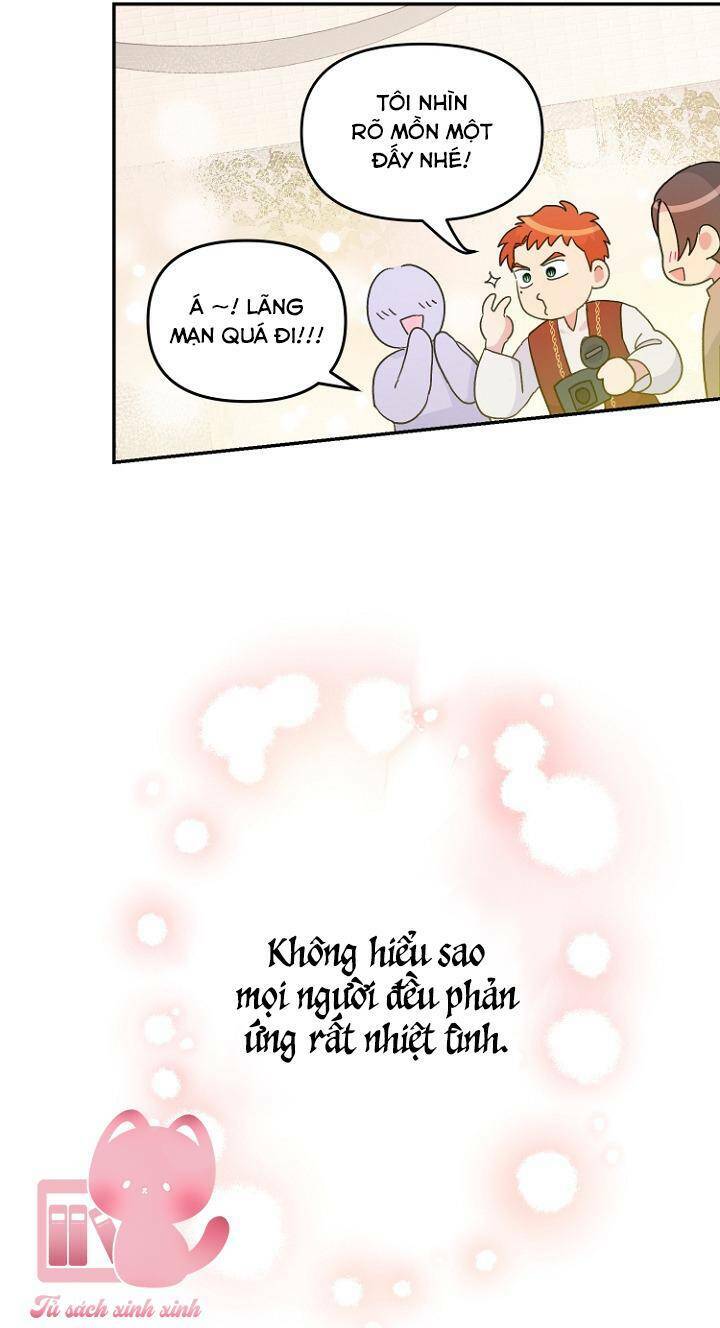 TÔI NHÌN
RÕ MỒN MỘT
ĐẤY NHÉ!
Á ~! LÃNG
MẠN QUÁ ĐI!!!
Không hiểu sao
mọi người đều phản
ứng rất nhiệt tình.
Tủ sách xinh xinh